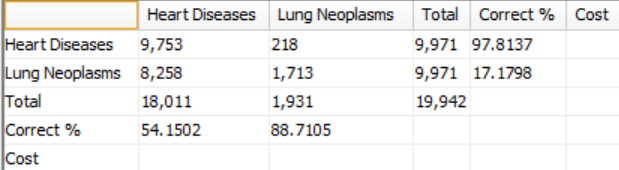 Heart Diseases Lung Neoplasms Total Correct % Cost
Heart Diseases 9,753 218 9,971 97.8137
Lung Neoplasms 8,258 1,713 9,971 17.1798
Total 18,011 1,931 19,942
Correct % 54.1502 88.7105
Cost